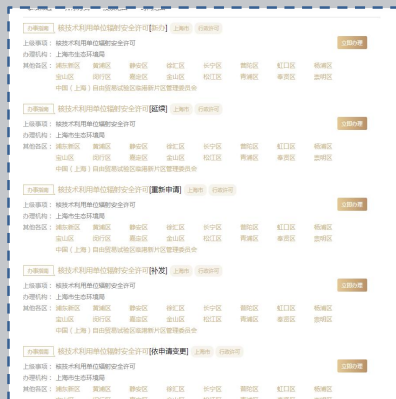 办事指南 核技术利用单位辐射安全许可[新办] 上海市 行政许可
上级事项： 核技术利用单位辐射安全许可 立即办理
办理机构： 上海市生态环境局
其他各区： 浦东新区 黄浦区 静安区 徐汇区 长宁区 普陀区 虹口区 杨浦区
宝山区 闵行区 嘉定区 金山区 松江区 青浦区 奉贤区 崇明区
中国（上海）自由贸易试验区临港新片区管理委员会
办事指南 核技术利用单位辐射安全许可[延续] 上海市 行政许可
上级事项： 核技术利用单位辐射安全许可 立即办理
办理机构： 上海市生态环境局
其他各区： 浦东新区 黄浦区 静安区 徐汇区 长宁区 普陀区 虹口区 杨浦区
宝山区 闵行区 嘉定区 金山区 松江区 青浦区 奉贤区 崇明区
中国（上海）自由贸易试验区临港新片区管理委员会
办事指南 核技术利用单位辐射安全许可[重新申请] 上海市 行政许可
上级事项： 核技术利用单位辐射安全许可 立即办理
办理机构： 上海市生态环境局
其他各区： 浦东新区 黄浦区 静安区 徐汇区 长宁区 普陀区 虹口区 杨浦区
宝山区 闵行区 嘉定区 金山区 松江区 青浦区 奉贤区 崇明区
中国（上海）自由贸易试验区临港新片区管理委员会
办事指南 核技术利用单位辐射安全许可[补发] 上海市 行政许可
上级事项： 核技术利用单位辐射安全许可 立即办理
办理机构： 上海市生态环境局
其他各区： 浦东新区 黄浦区 静安区 徐汇区 长宁区 普陀区 虹口区 杨浦区
宝山区 闵行区 嘉定区 金山区 松江区 青浦区 奉贤区 崇明区
中国（上海）自由贸易试验区临港新片区管理委员会
办事指南 核技术利用单位辐射安全许可[依申请变更] 上海市 行政许可
上级事项： 核技术利用单位辐射安全许可 立即办理
办理机构： 上海市生态环境局
其他各区： 浦东新区 黄浦区 静安区 徐汇区 长宁区 普陀区 虹口区 杨浦区